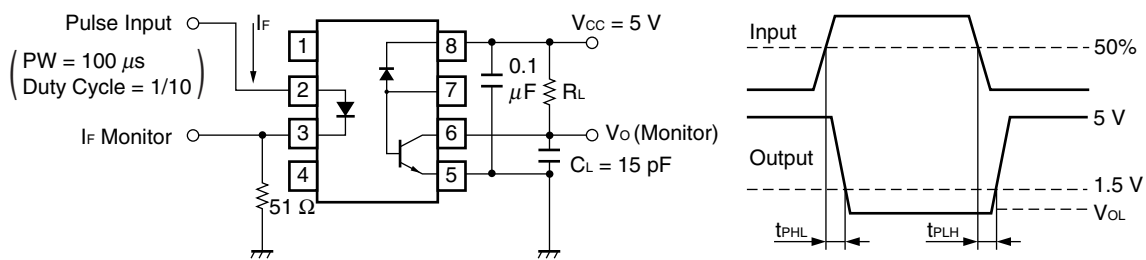 Pulse Input
IF
(PW = 100 μs
Duty Cycle = 1/10)
IF Monitor
51 Ω
1
2
3
4
8
7
6
5
VCC = 5 V
0.1
μF
RL
VO (Monitor)
CL = 15 pF
Input
50%
5 V
Output
1.5 V
VOL
tPHL
tPLH